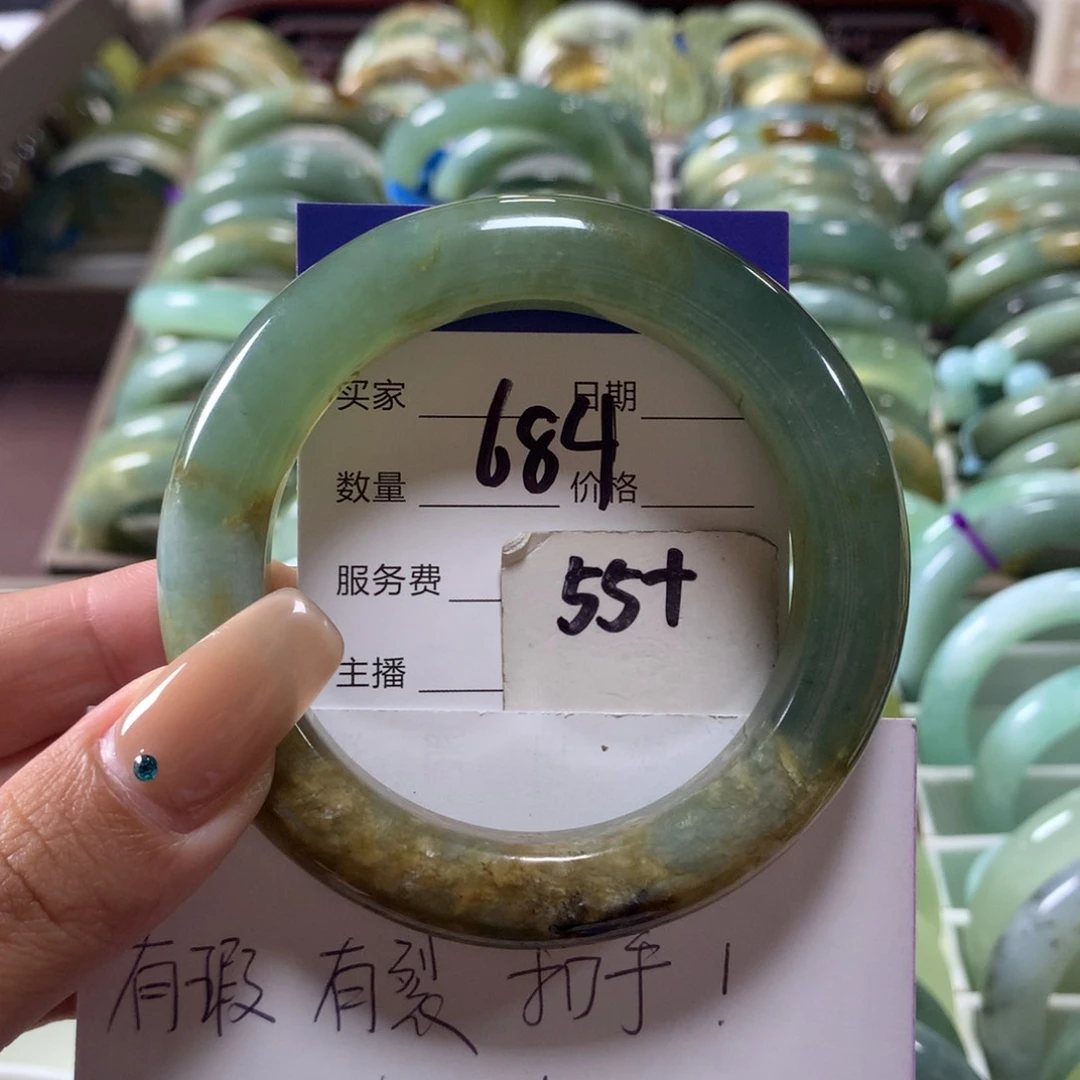 买家 684 日期
数量 价格
服务费 55+
主播
有瑕 有裂 扣手！